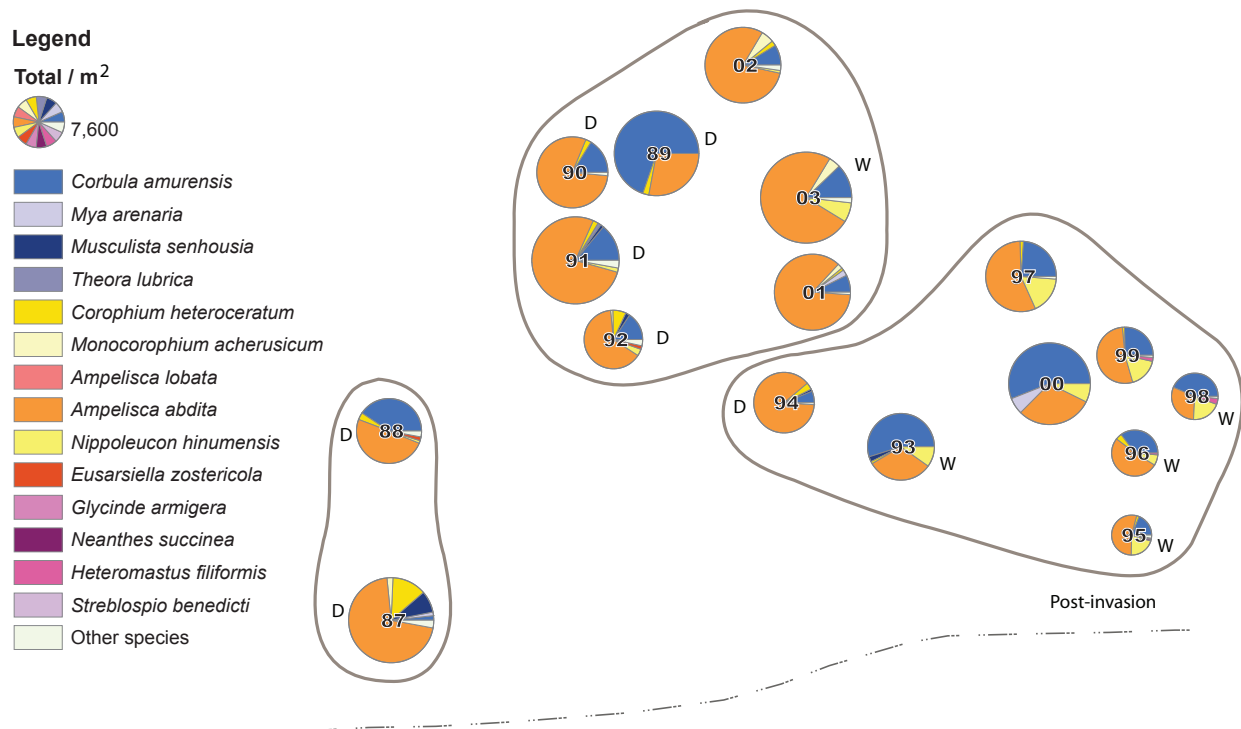 Legend
Total / m²
7,600
Corbula amurensis
Mya arenaria
Musculista senhousia
Theora lubrica
Corophium heteroceratum
Monocorophium acherusicum
Ampelisca lobata
Ampelisca abdita
Nippoleucon hinumensis
Eusarsiella zostericola
Glycinde armigera
Neanthes succinea
Heteromastus filiformis
Streblospio benedicti
Other species
02
D
89 D
90
W
03
91 D
01
92 D
97
99
00
98
W
D 94
93
W
96
W
95
W
D 88
D 87
Post-invasion